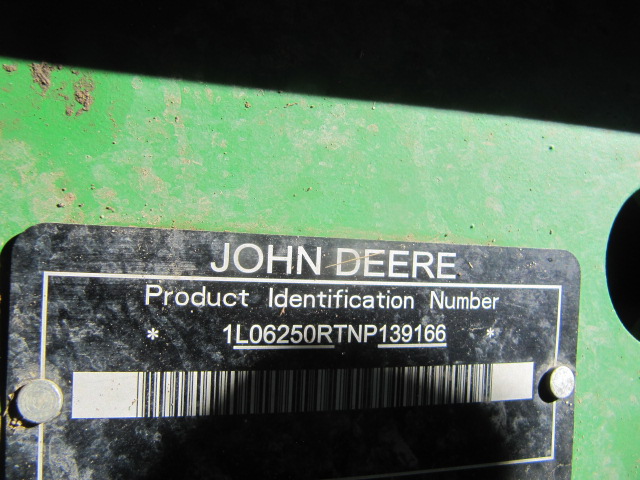 JOHN DEERE
Product Identification Number
* 1L06250RTNP139166 *